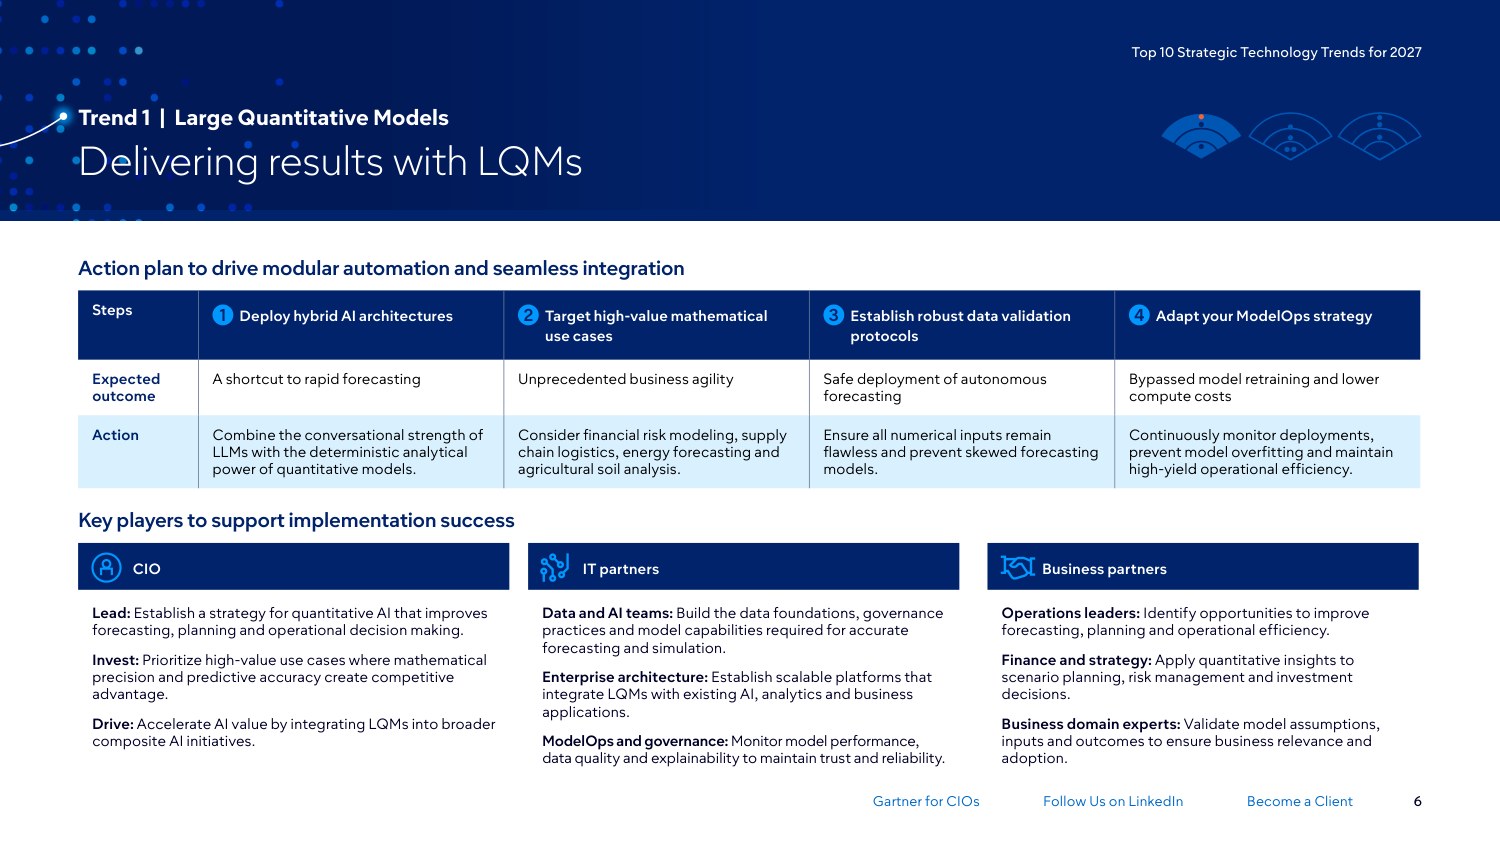 Top 10 Strategic Technology Trends for 2027
Trend 1 | Large Quantitative Models
Delivering results with LQMs
Action plan to drive modular automation and seamless integration
Steps
1 Deploy hybrid AI architectures
2 Target high-value mathematical
use cases
3 Establish robust data validation
protocols
4 Adapt your ModelOps strategy
Expected
outcome
A shortcut to rapid forecasting
Unprecedented business agility
Safe deployment of autonomous
forecasting
Bypassed model retraining and lower
compute costs
Action
Combine the conversational strength of
LLMs with the deterministic analytical
power of quantitative models.
Consider financial risk modeling, supply
chain logistics, energy forecasting and
agricultural soil analysis.
Ensure all numerical inputs remain
flawless and prevent skewed forecasting
models.
Continuously monitor deployments,
prevent model overfitting and maintain
high-yield operational efficiency.
Key players to support implementation success
CIO
Lead: Establish a strategy for quantitative AI that improves
forecasting, planning and operational decision making.
Invest: Prioritize high-value use cases where mathematical
precision and predictive accuracy create competitive
advantage.
Drive: Accelerate AI value by integrating LQMs into broader
composite AI initiatives.
IT partners
Data and AI teams: Build the data foundations, governance
practices and model capabilities required for accurate
forecasting and simulation.
Enterprise architecture: Establish scalable platforms that
integrate LQMs with existing AI, analytics and business
applications.
ModelOps and governance: Monitor model performance,
data quality and explainability to maintain trust and reliability.
Business partners
Operations leaders: Identify opportunities to improve
forecasting, planning and operational efficiency.
Finance and strategy: Apply quantitative insights to
scenario planning, risk management and investment
decisions.
Business domain experts: Validate model assumptions,
inputs and outcomes to ensure business relevance and
adoption.
Gartner for CIOs
Follow Us on LinkedIn
Become a Client
6